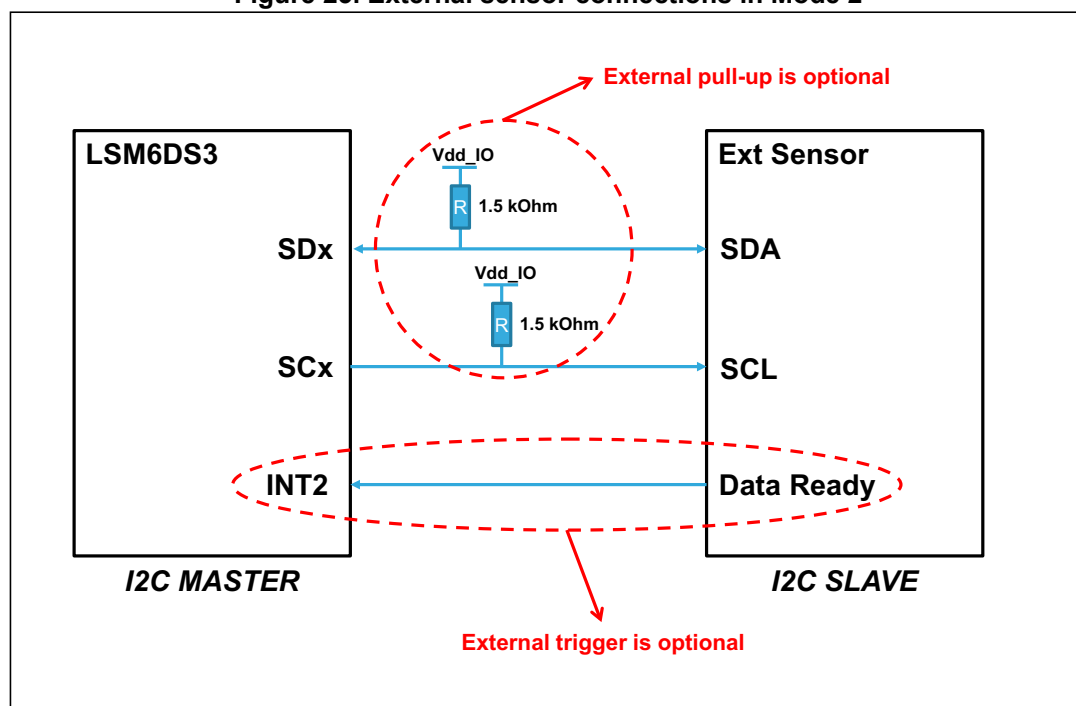 External pull-up is optional
LSM6DS3
Ext Sensor
Vdd_IO
R
1.5 kOhm
SDx
SDA
Vdd_IO
R
1.5 kOhm
SCx
SCL
INT2
Data Ready
I2C MASTER
I2C SLAVE
External trigger is optional